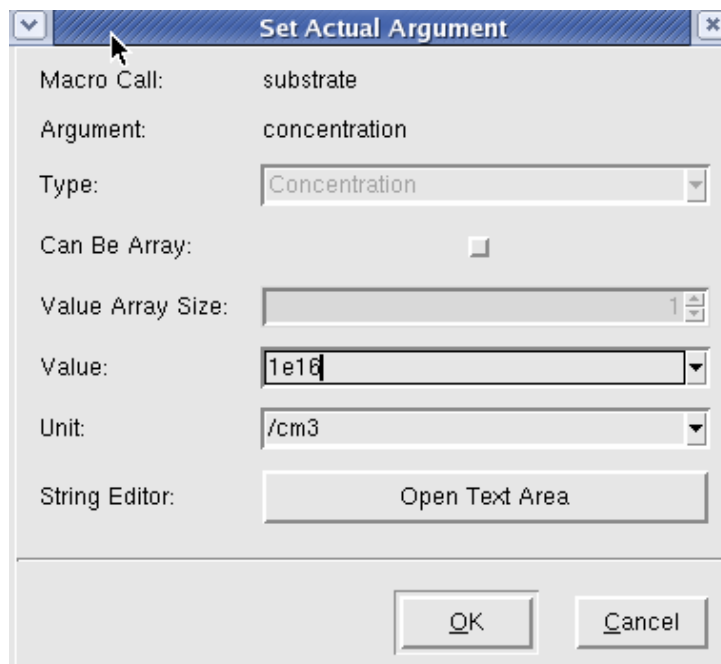 Set Actual Argument
Macro Call: substrate
Argument: concentration
Type: Concentration
Can Be Array:
Value Array Size: 1
Value: 1e16
Unit: /cm3
String Editor: Open Text Area
OK Cancel